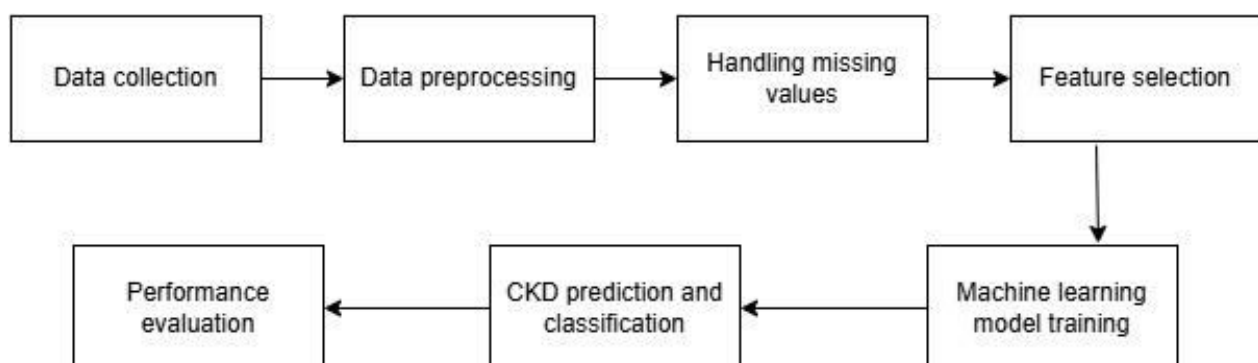 Data collection
Data preprocessing
Handling missing
values
Feature selection
Machine learning
model training
CKD prediction and
classification
Performance
evaluation